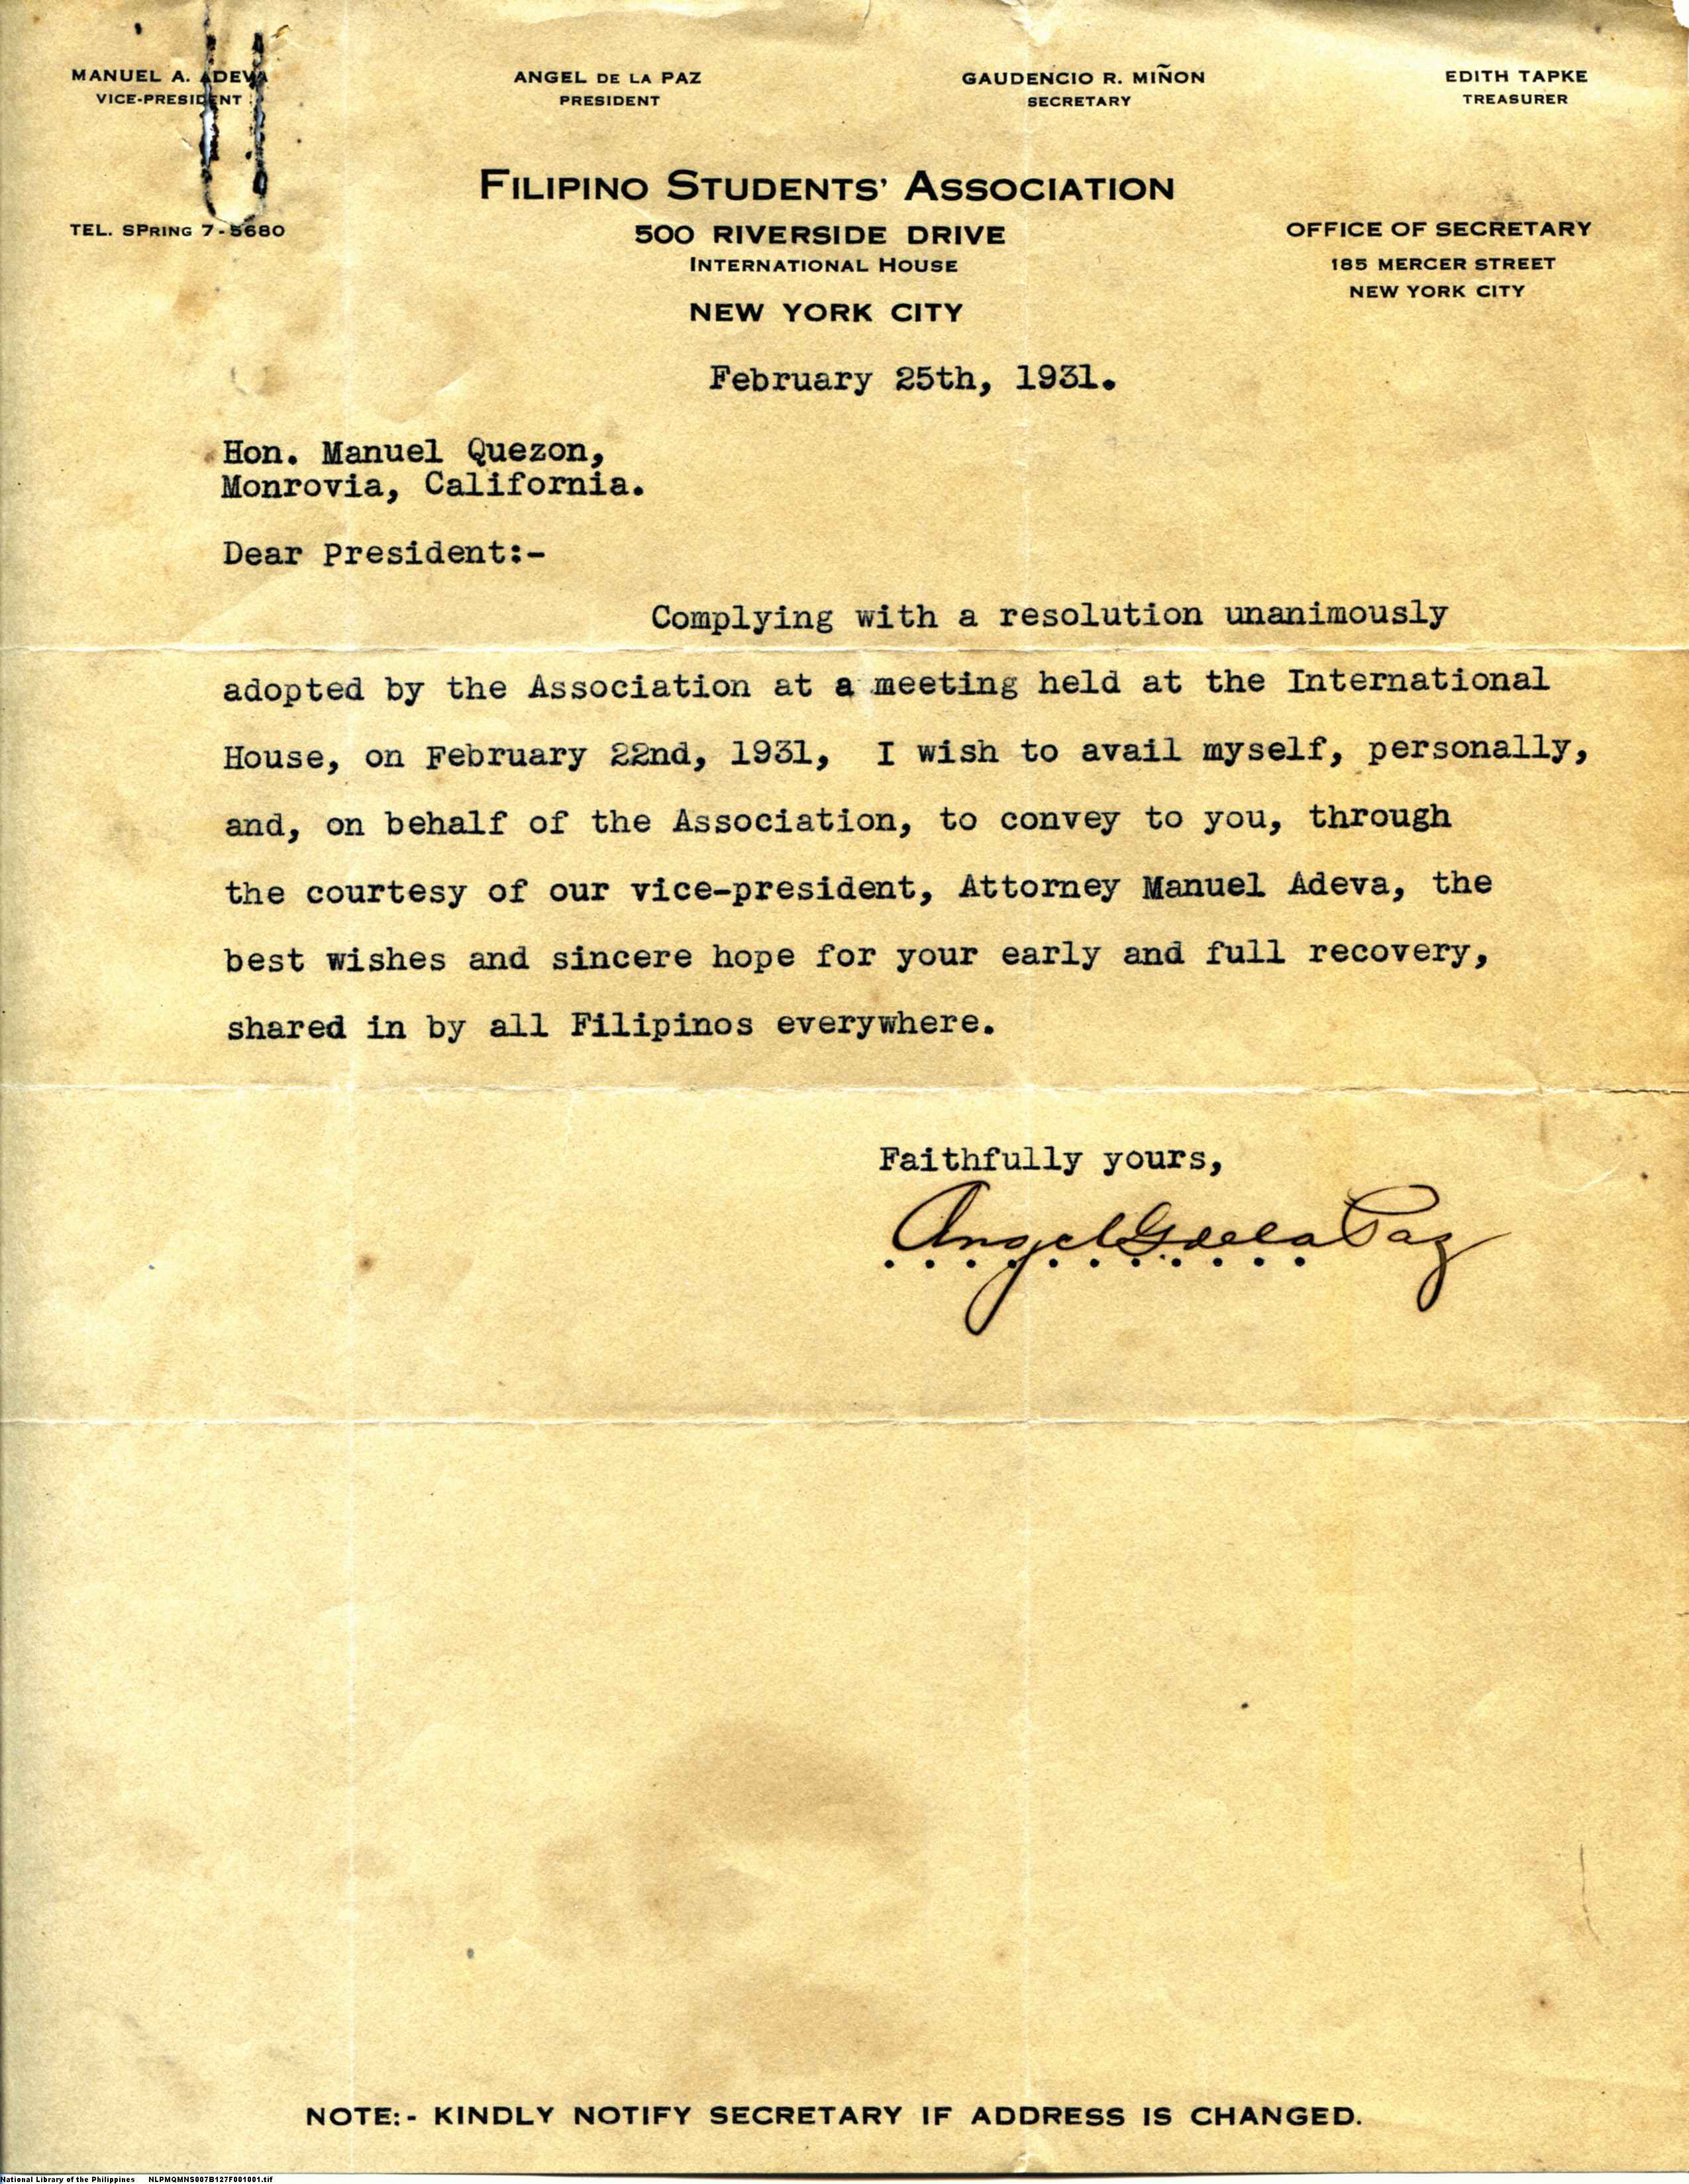 MANUEL A. ADEVA
VICE-PRESIDENT
ANGEL DE LA PAZ
PRESIDENT
GAUDENCIO R. MIÑON
SECRETARY
EDITH TAPKE
TREASURER
FILIPINO STUDENTS' ASSOCIATION
500 RIVERSIDE DRIVE
INTERNATIONAL HOUSE
NEW YORK CITY
TEL. SPRING 7-5680
OFFICE OF SECRETARY
185 MERCER STREET
NEW YORK CITY
February 25th, 1931.
Hon. Manuel Quezon,
Monrovia, California.
Dear President:-
Complying with a resolution unanimously
adopted by the Association at a meeting held at the International
House, on February 22nd, 1931, I wish to avail myself, personally,
and, on behalf of the Association, to convey to you, through
the courtesy of our vice-president, Attorney Manuel Adeva, the
best wishes and sincere hope for your early and full recovery,
shared in by all Filipinos everywhere.
Faithfully yours,
Angel G de la Paz
. . . . . . . . . . .
NOTE:- KINDLY NOTIFY SECRETARY IF ADDRESS IS CHANGED.
National Library of the Philippines NLPMQMNS007B127F001001.tif